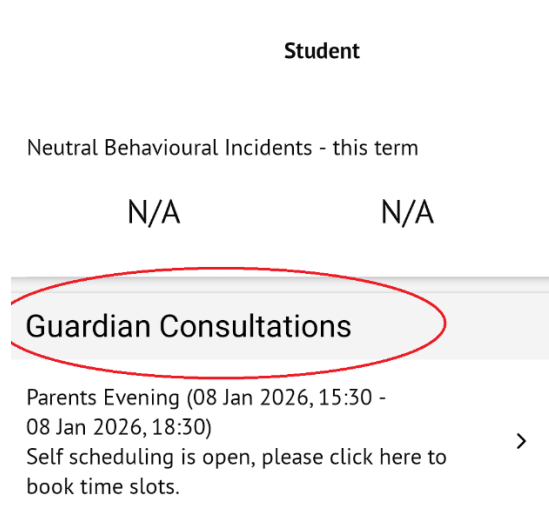 Student
Neutral Behavioural Incidents - this term
N/A N/A
Guardian Consultations
Parents Evening (08 Jan 2026, 15:30 -
08 Jan 2026, 18:30)
Self scheduling is open, please click here to
book time slots.